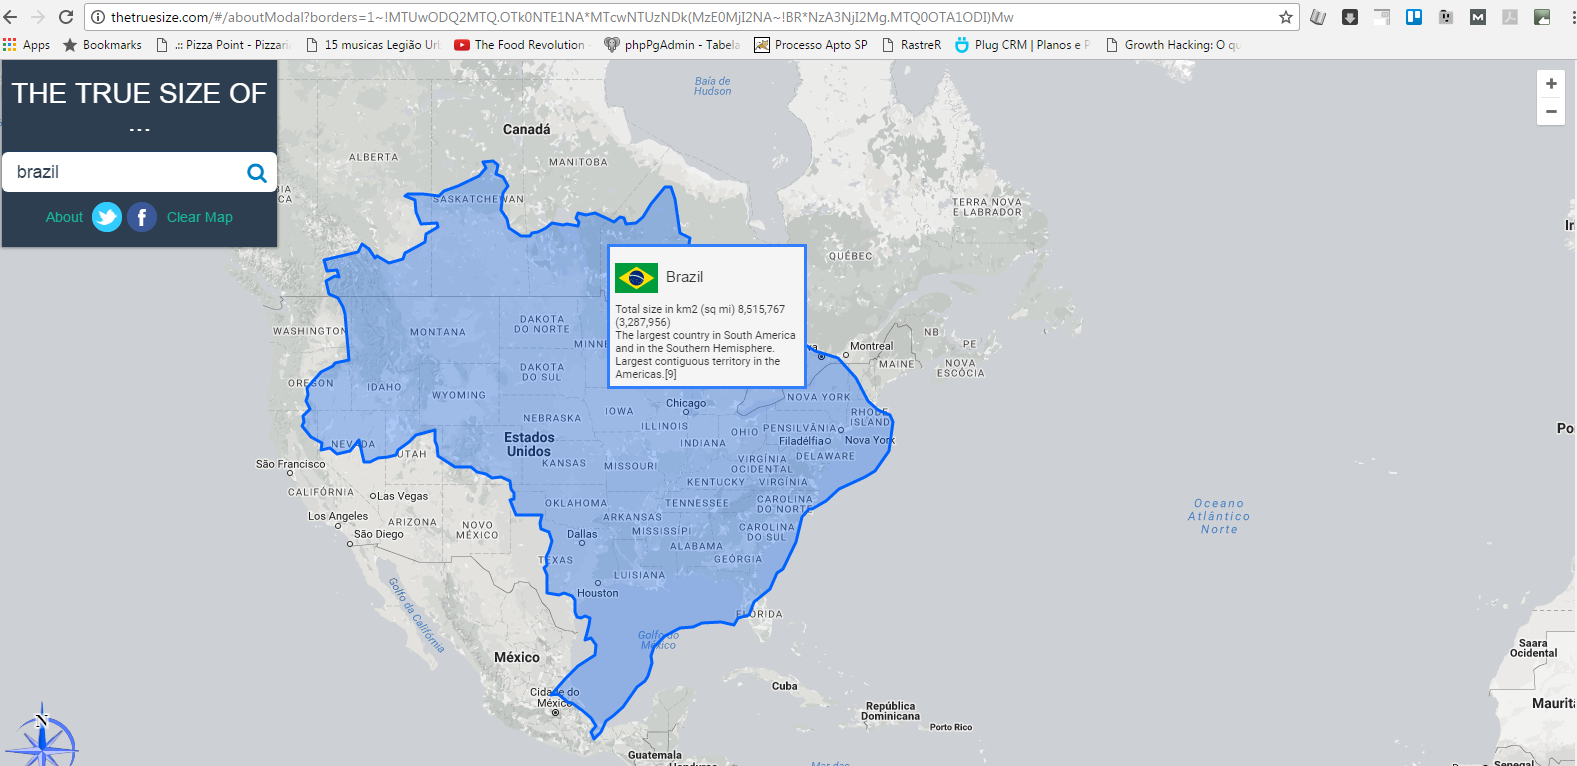 thetruesize.com/#/aboutModal?borders=1~!MTUwODQ2MTQ.OTk0NTE1NA*MTcwNTUzNDk(MzE0MjI2NA~!BR*NzA3NjI2Mg.MTQ0OTA1ODI)Mw
Apps Bookmarks .:: Pizza Point - Pizzari 15 musicas Legião Ur The Food Revolution - phpPgAdmin - Tabela Processo Apto SP RastreR Plug CRM | Planos e P Growth Hacking: O qu
THE TRUE SIZE OF
...
brazil
About Clear Map
+
−
Baía de
Hudson
Canadá
ALBERTA
MANITOBA
SASKATCHEWAN
TERRA NOVA
E LABRADOR
QUÉBEC
Brazil
Total size in km2 (sq mi) 8,515,767
(3,287,956)
The largest country in South America
and in the Southern Hemisphere.
Largest contiguous territory in the
Americas.[9]
WASHINGTON
MONTANA
DAKOTA
DO NORTE
MINNE
NB
PE
Montreal
MAINE
NOVA
ESCÓCIA
OREGON
IDAHO
DAKOTA
DO SUL
WYOMING
NEBRASKA
IOWA
Chicago
NOVA YORK
RHODE
ISLAND
ILLINOIS
OHIO
PENSILVÂNIA
Estados
Unidos
INDIANA
Filadélfia
Nova York
NEVADA
UTAH
KANSAS
MISSOURI
VIRGÍNIA
OCIDENTAL
DELAWARE
São Francisco
KENTUCKY
VIRGÍNIA
CALIFÓRNIA
Las Vegas
OKLAHOMA
TENNESSEE
CAROLINA
DO NORTE
Los Angeles
ARIZONA
NOVO
MÉXICO
ARKANSAS
MISSISSÍPI
CAROLINA
DO SUL
São Diego
Dallas
ALABAMA
TEXAS
GEÓRGIA
LUISIANA
Houston
Golfo da Califórnia
FLORIDA
Golfo do
México
México
Cidade do
México
Cuba
República
Dominicana
Porto Rico
Guatemala
Honduras
Mar das
Oceano
Atlântico
Norte
Po
Saara
Ocidental
Maurit
Senegal
N